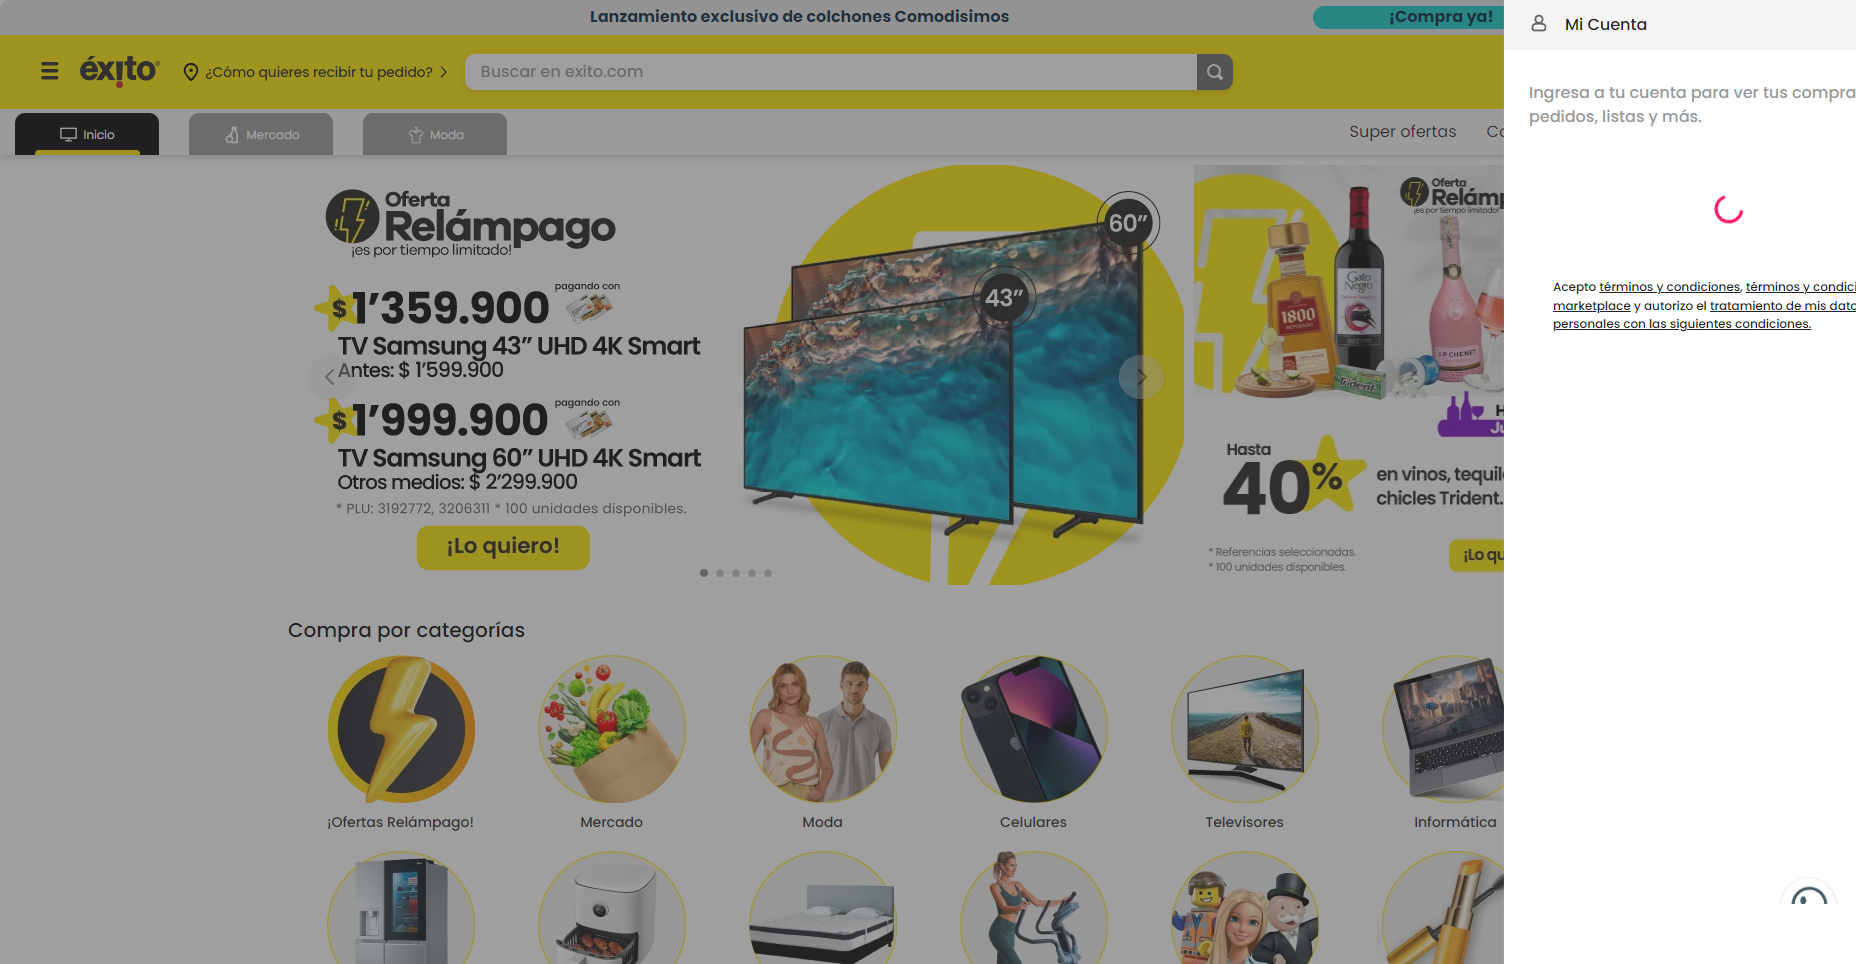 Lanzamiento exclusivo de colchones Comodisimos
¡Compra ya!
éxito
¿Cómo quieres recibir tu pedido?
Buscar en exito.com
Inicio
Mercado
Moda
Super ofertas
Mi Cuenta
Ingresa a tu cuenta para ver tus compra
pedidos, listas y más.
Acepto términos y condiciones, términos y condici
marketplace y autorizo el tratamiento de mis dato
personales con las siguientes condiciones.
Oferta
Relámpago
¡es por tiempo limitado!
$1'359.900
pagando con
TV Samsung 43” UHD 4K Smart
Antes: $ 1'599.900
$1'999.900
pagando con
TV Samsung 60” UHD 4K Smart
Otros medios: $ 2'299.900
* PLU: 3192772, 3206311 * 100 unidades disponibles.
¡Lo quiero!
60”
43”
Oferta
Relámp
¡es por tiempo limitado!
1800
Gato
Negro
J.P. CHENET
Trident
Hasta
40%
en vinos, tequil
chicles Trident.
* Referencias seleccionadas.
* 100 unidades disponibles.
¡Lo qu
Compra por categorías
¡Ofertas Relámpago!
Mercado
Moda
Celulares
Televisores
Informática